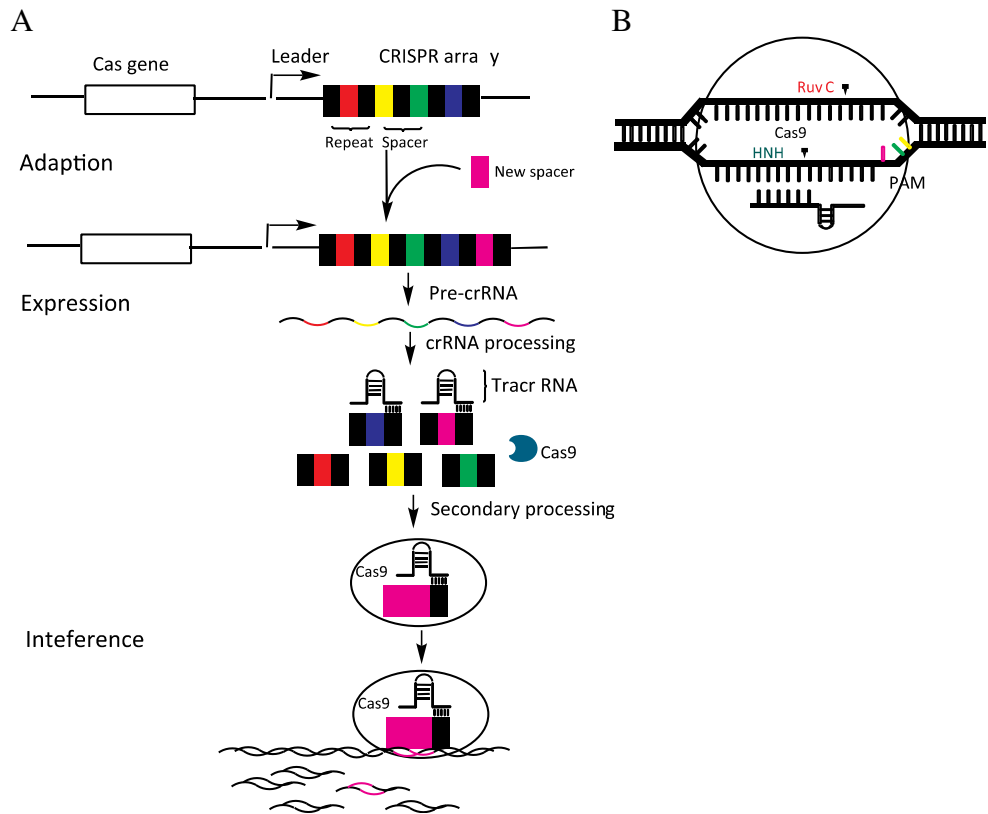 A
B
Leader
CRISPR arra y
Cas gene
Repeat Spacer
Adaption
New spacer
Expression
Pre-crRNA
crRNA processing
Tracr RNA
Cas9
Secondary processing
Cas9
Inteference
Cas9
Ruv C
Cas9
HNH
PAM